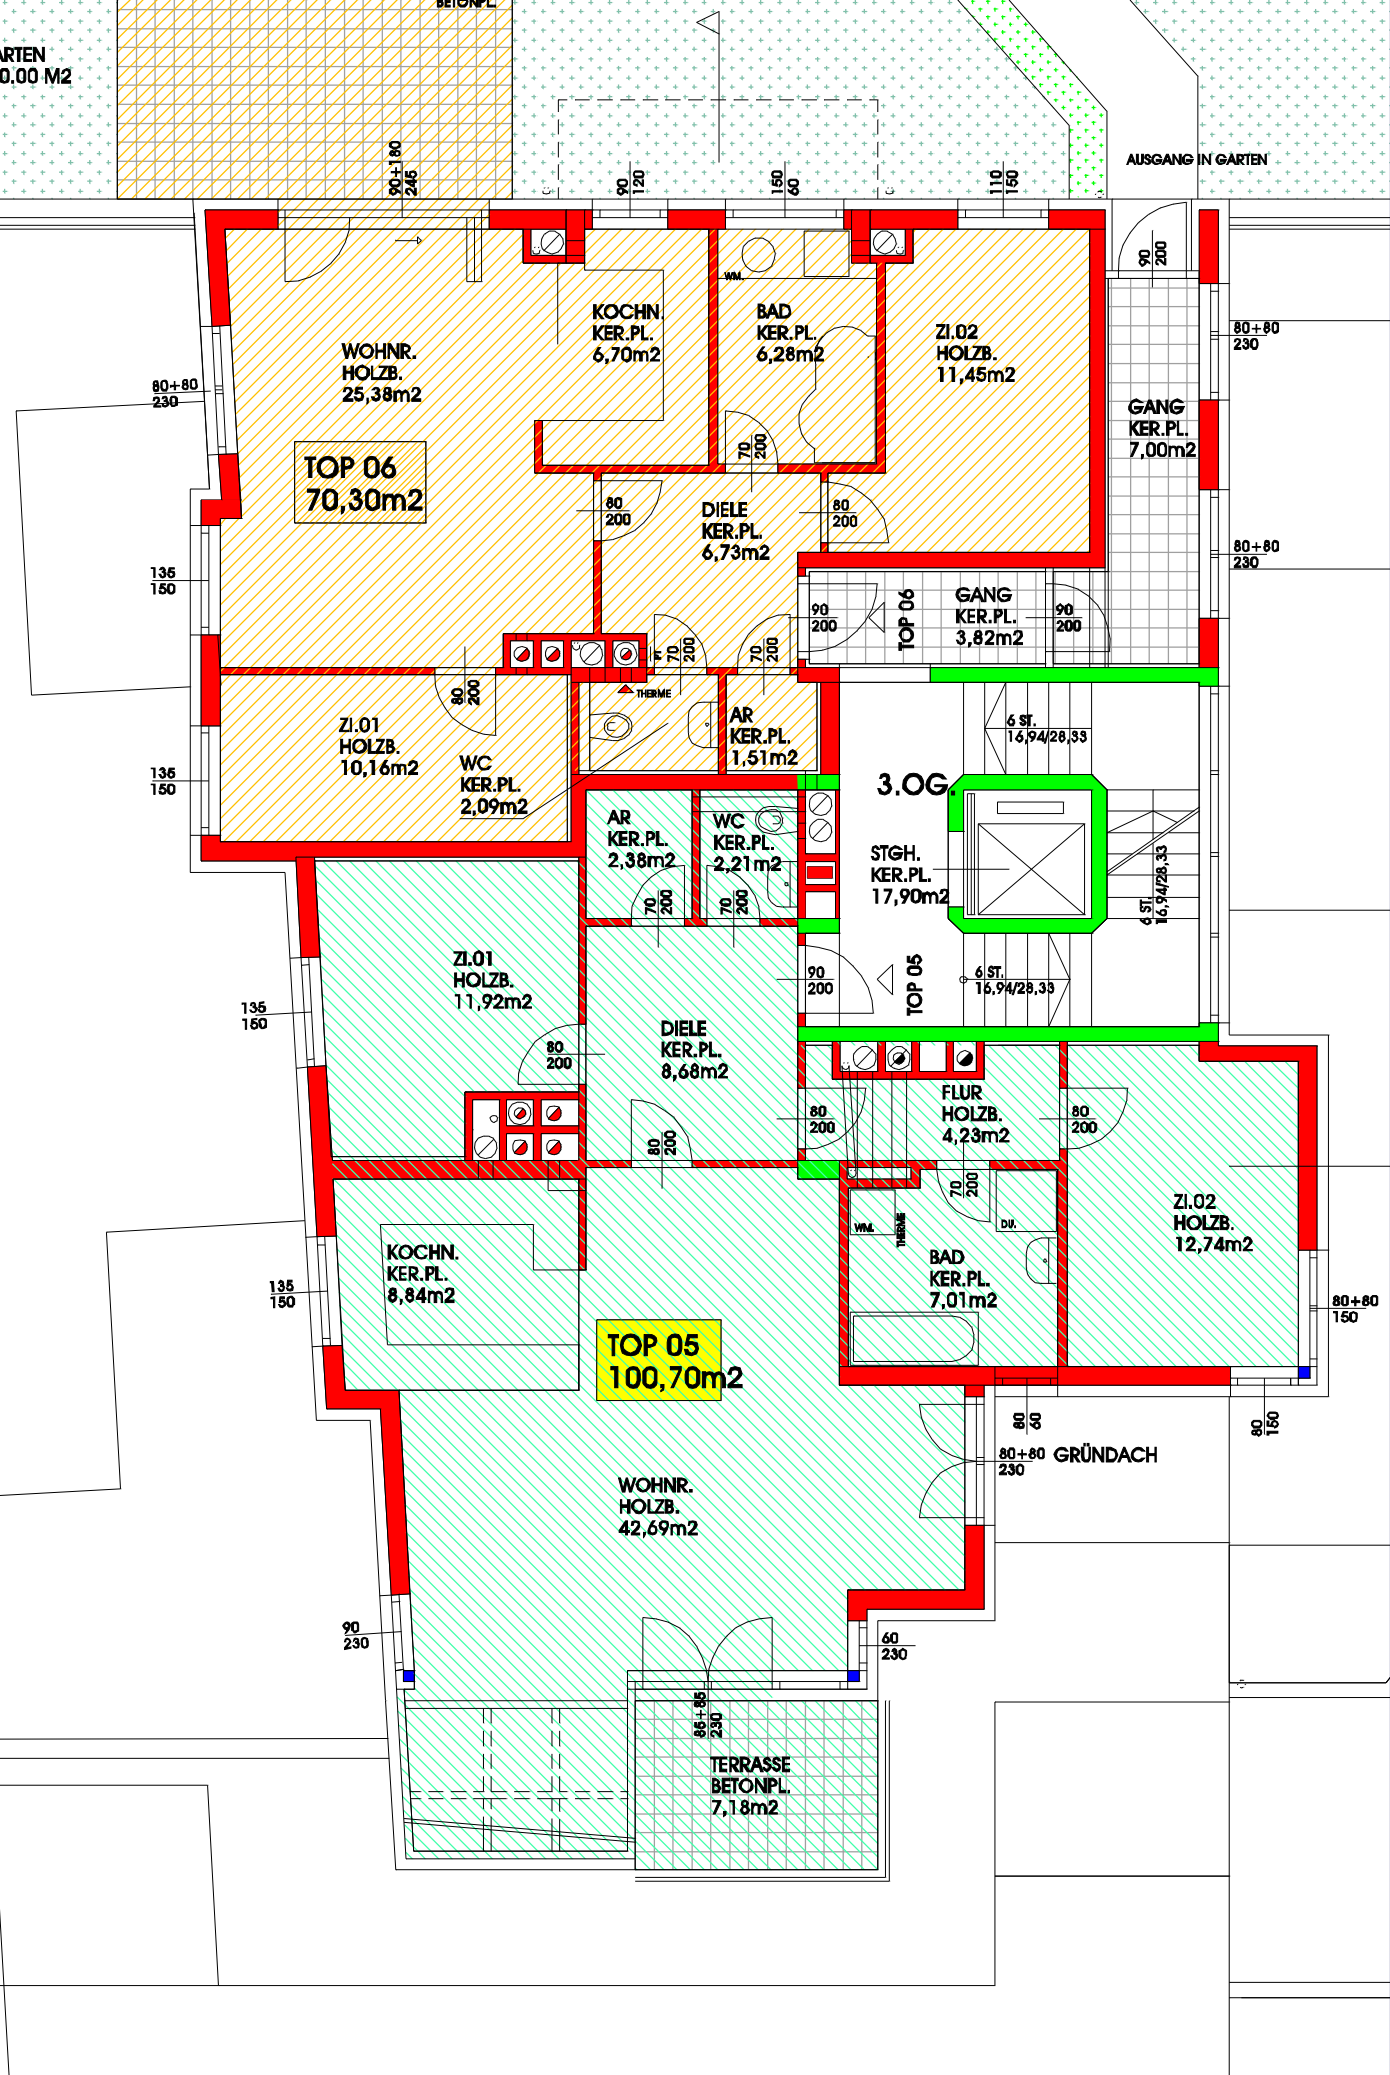 BETONPL.
ARTEN
0.00 M2
AUSGANG IN GARTEN
90+180
245
90
120
150
60
110
150
90
200
80+80
230
WM.
KOCHN.
KER.PL.
6,70m2
BAD
KER.PL.
6,28m2
ZI.02
HOLZB.
11,45m2
WOHNR.
HOLZB.
25,38m2
80+80
230
GANG
KER.PL.
7,00m2
70
200
TOP 06
70,30m2
80
200
DIELE
KER.PL.
6,73m2
80
200
80+80
230
135
150
90
200
TOP 06
GANG
KER.PL.
3,82m2
90
200
70
200
70
200
80
200
THERME
ZI.01
HOLZB.
10,16m2
AR
KER.PL.
1,51m2
6 ST.
16,94/28,33
135
150
WC
KER.PL.
2,09m2
3.OG.
AR
KER.PL.
2,38m2
WC
KER.PL.
2,21m2
STGH.
KER.PL.
17,90m2
6 ST.
16,94/28,33
70
200
70
200
ZI.01
HOLZB.
11,92m2
90
200
TOP 05
6 ST.
16,94/28,33
135
150
DIELE
KER.PL.
8,68m2
80
200
FLUR
HOLZB.
4,23m2
80
200
80
200
80
200
70
200
WM.
THERME
DU.
ZI.02
HOLZB.
12,74m2
KOCHN.
KER.PL.
8,84m2
BAD
KER.PL.
7,01m2
135
150
80+80
150
TOP 05
100,70m2
80
60
80
150
80+80
230
GRÜNDACH
WOHNR.
HOLZB.
42,69m2
90
230
60
230
85+85
230
TERRASSE
BETONPL.
7,18m2